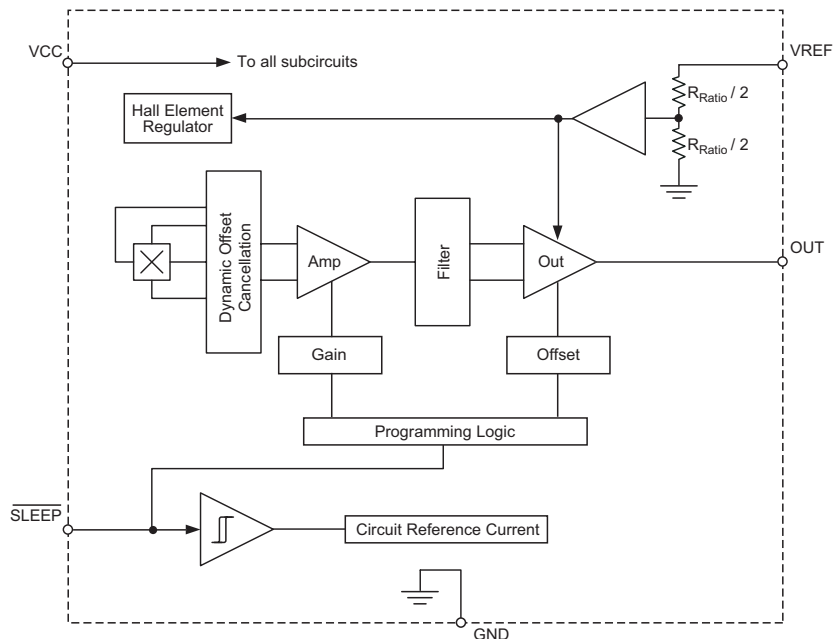 VCC
To all subcircuits
VREF
Hall Element
Regulator
R_Ratio / 2
R_Ratio / 2
Dynamic Offset
Cancellation
Amp
Filter
Out
OUT
Gain
Offset
Programming Logic
SLEEP
Circuit Reference Current
GND